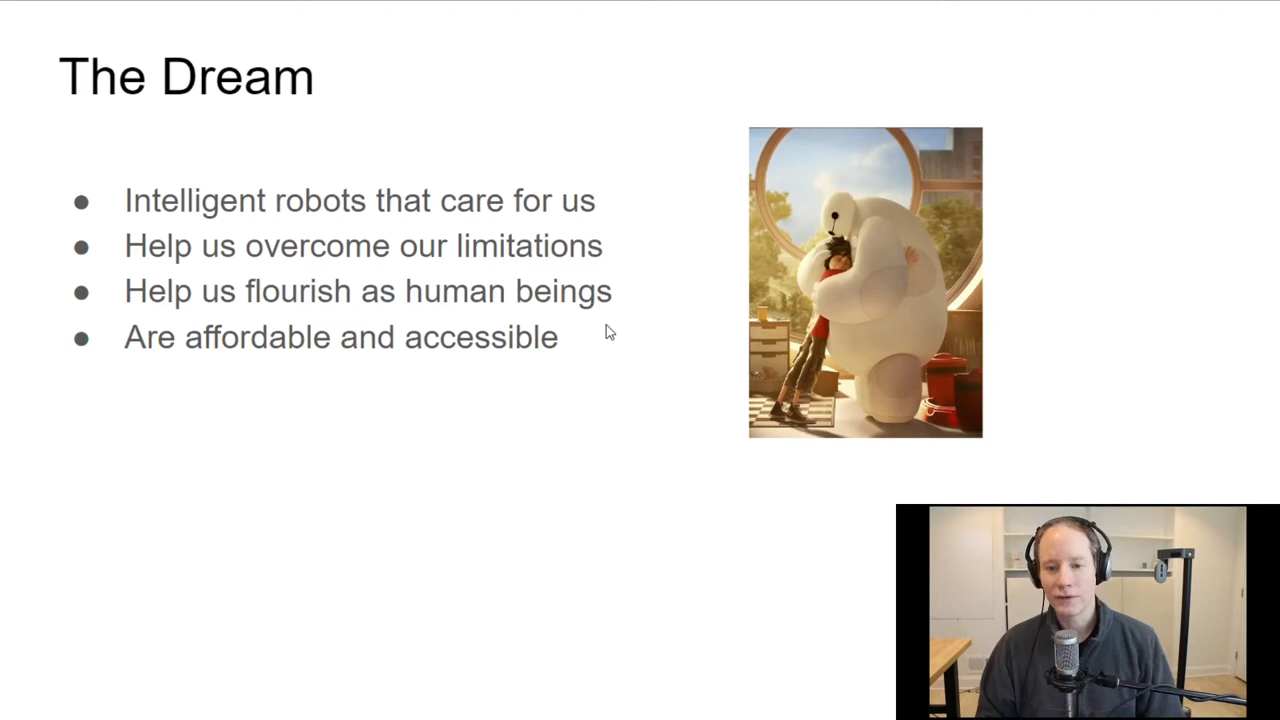 The Dream
● Intelligent robots that care for us
● Help us overcome our limitations
● Help us flourish as human beings
● Are affordable and accessible